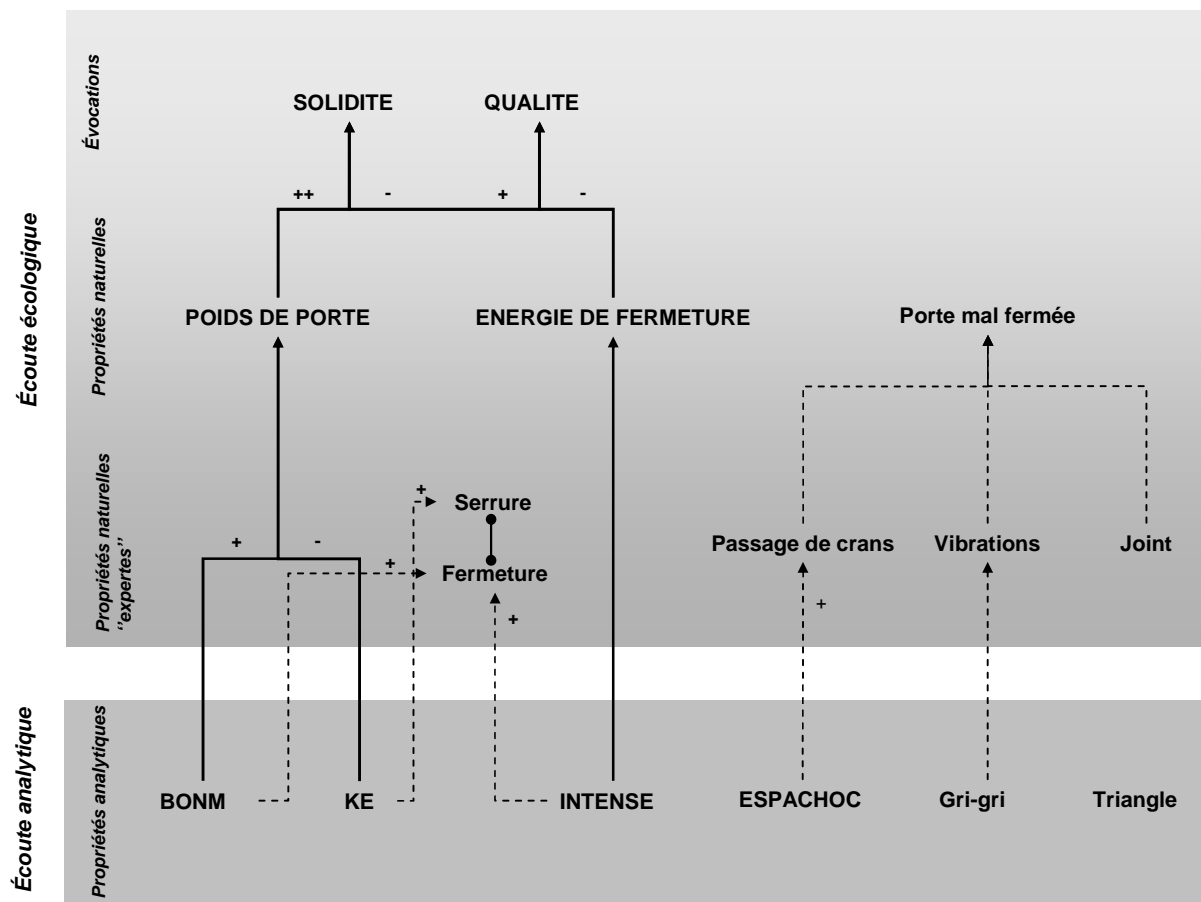 Évocations
SOLIDITE QUALITE
++ - + -
Écoute écologique
Propriétés naturelles
POIDS DE PORTE ENERGIE DE FERMETURE Porte mal fermée
Propriétés naturelles
‘‘expertes’’
+ Serrure
+ - Passage de crans Vibrations Joint
+ Fermeture
+ +
Écoute analytique
Propriétés analytiques
BONM KE INTENSE ESPACHOC Gri-gri Triangle